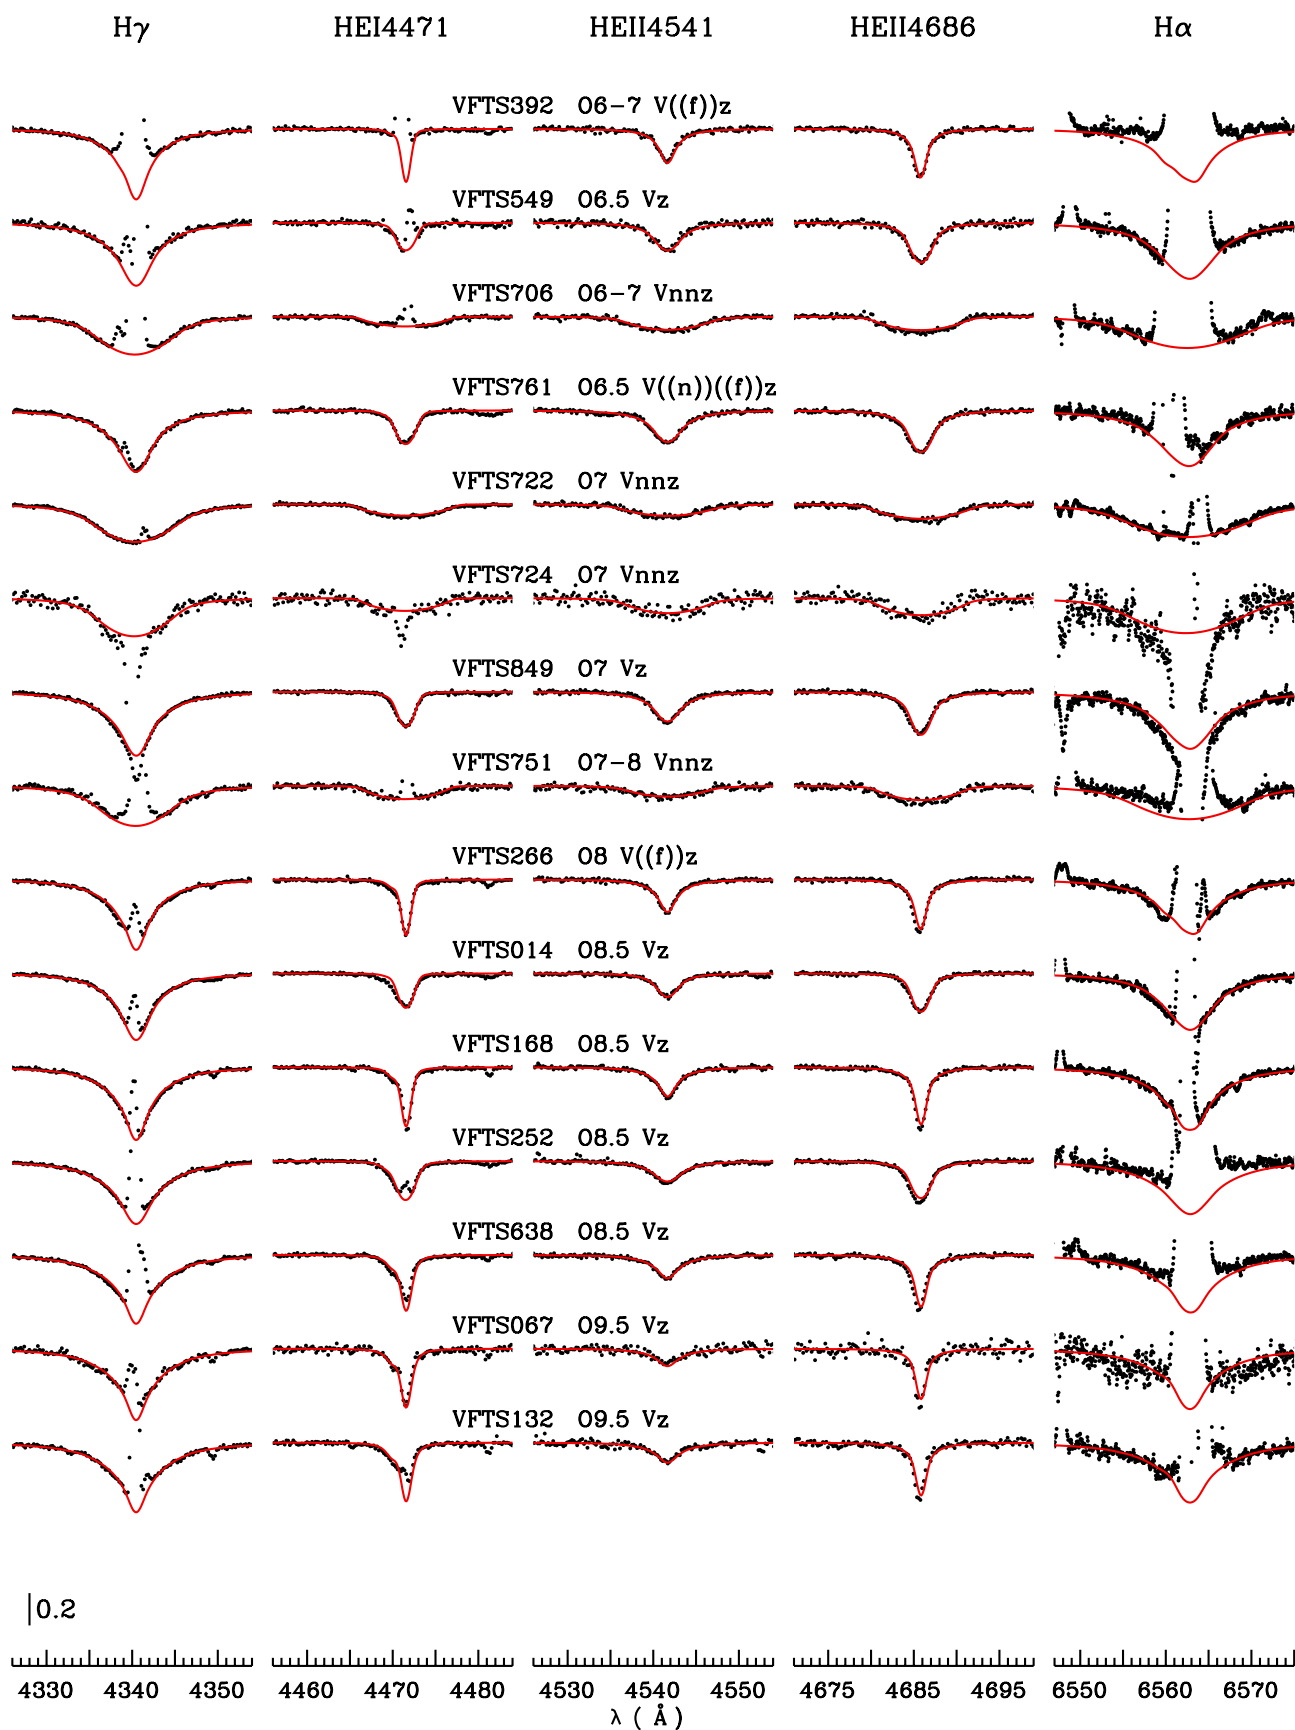 Hγ HEI4471 HEII4541 HEII4686 Hα
VFTS392 O6-7 V((f))z
VFTS549 O6.5 Vz
VFTS706 O6-7 Vnnz
VFTS761 O6.5 V((n))((f))z
VFTS722 O7 Vnnz
VFTS724 O7 Vnnz
VFTS849 O7 Vz
VFTS751 O7-8 Vnnz
VFTS266 O8 V((f))z
VFTS014 O8.5 Vz
VFTS168 O8.5 Vz
VFTS252 O8.5 Vz
VFTS638 O8.5 Vz
VFTS067 O9.5 Vz
VFTS132 O9.5 Vz
0.2
4330 4340 4350 4460 4470 4480 4530 4540 4550 4675 4685 4695 6550 6560 6570
λ ( Å )